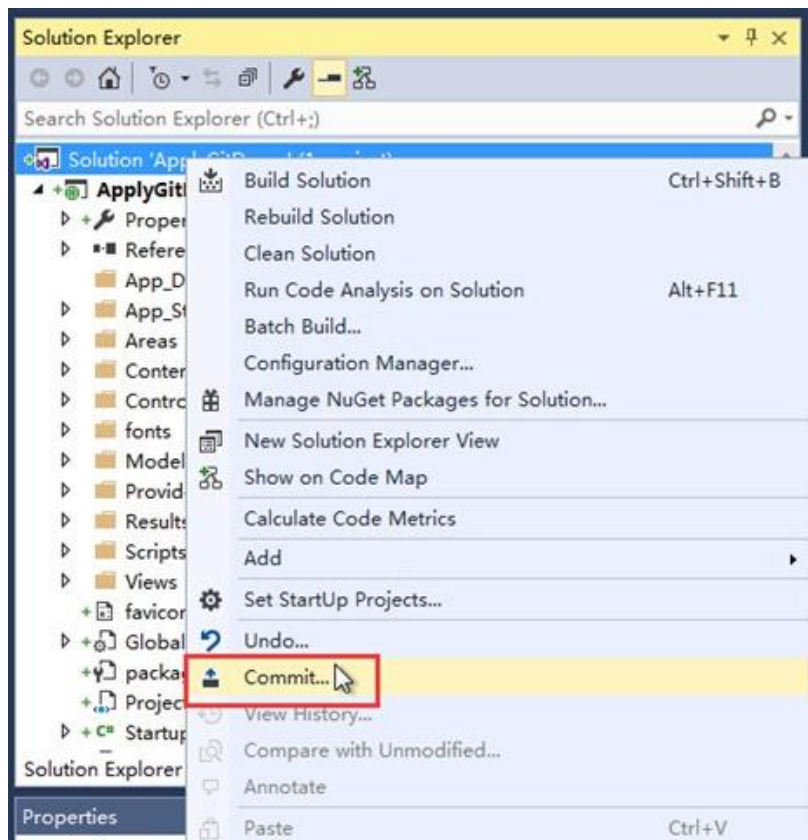 Solution Explorer
Search Solution Explorer (Ctrl+;)
Solution
Build Solution Ctrl+Shift+B
Rebuild Solution
Clean Solution
Run Code Analysis on Solution Alt+F11
Batch Build...
Configuration Manager...
Manage NuGet Packages for Solution...
New Solution Explorer View
Show on Code Map
Calculate Code Metrics
Add
Set StartUp Projects...
Undo...
Commit...
View History...
Compare with Unmodified...
Annotate
Paste Ctrl+V
ApplyGit
Proper
Refere
App_D
App_St
Areas
Conter
Contro
fonts
Model
Provid
Results
Scripts
Views
favicor
Global
packa
Projec
C# Startup
Solution Explorer
Properties